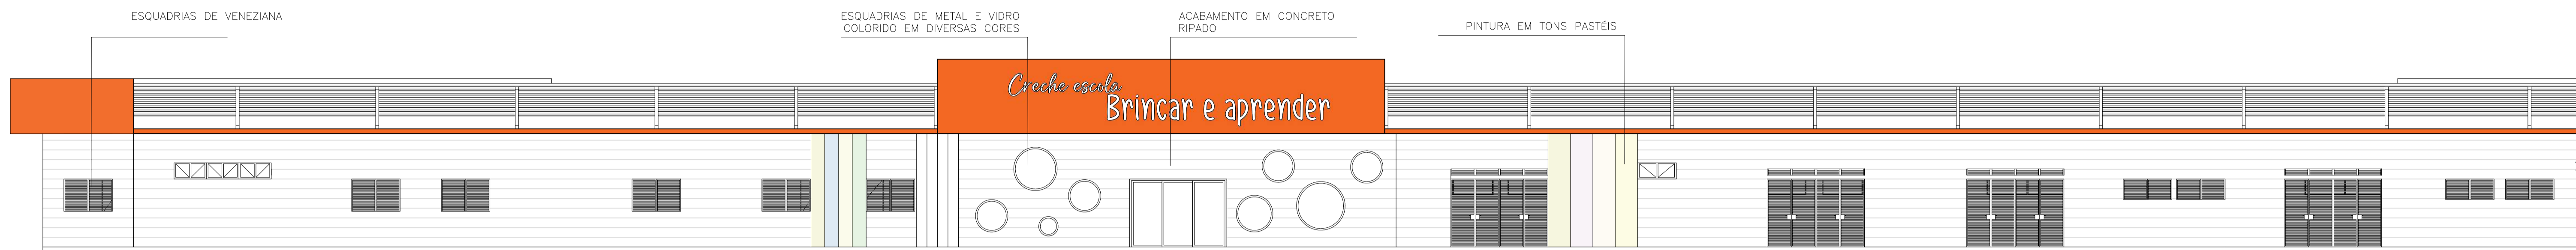 ESQUADRIAS DE VENEZIANA
ESQUADRIAS DE METAL E VIDRO
COLORIDO EM DIVERSAS CORES
ACABAMENTO EM CONCRETO
RIPADO
PINTURA EM TONS PASTÉIS
Creche escola
Brincar e aprender